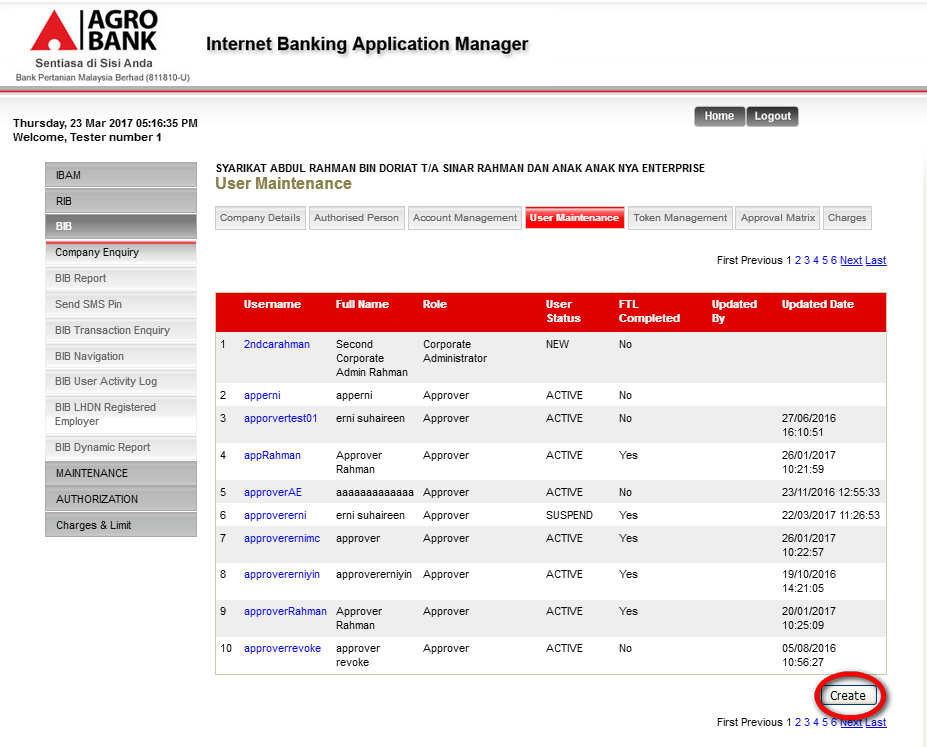 AGRO
BANK
Sentiasa di Sisi Anda
Bank Pertanian Malaysia Berhad (811810-U)
Internet Banking Application Manager
Thursday, 23 Mar 2017 05:16:35 PM
Welcome, Tester number 1
Home Logout
IBAM
RIB
BIB
Company Enquiry
BIB Report
Send SMS Pin
BIB Transaction Enquiry
BIB Navigation
BIB User Activity Log
BIB LHDN Registered
Employer
BIB Dynamic Report
MAINTENANCE
AUTHORIZATION
Charges & Limit
SYARIKAT ABDUL RAHMAN BIN DORIAT T/A SINAR RAHMAN DAN ANAK ANAK NYA ENTERPRISE
User Maintenance
Company Details Authorised Person Account Management User Maintenance Token Management Approval Matrix Charges
First Previous 1 2 3 4 5 6 Next Last
Username Full Name Role User Status FTL Completed Updated By Updated Date
1 2ndcarahman Second Corporate Admin Rahman Corporate Administrator NEW No
2 apperni apperni Approver ACTIVE No
3 apporvertest01 erni suhaireen Approver ACTIVE No 27/06/2016 16:10:51
4 appRahman Approver Rahman Approver ACTIVE Yes 26/01/2017 10:21:59
5 approverAE aaaaaaaaaaaaa Approver ACTIVE No 23/11/2016 12:55:33
6 approvererni erni suhaireen Approver SUSPEND Yes 22/03/2017 11:26:53
7 approverernimc approver Approver ACTIVE Yes 26/01/2017 10:22:57
8 approvererniyin approvererniyin Approver ACTIVE Yes 19/10/2016 14:21:05
9 approverRahman Approver Rahman Approver ACTIVE Yes 20/01/2017 10:25:09
10 approverrevoke approver revoke Approver ACTIVE No 05/08/2016 10:56:27
Create
First Previous 1 2 3 4 5 6 Next Last